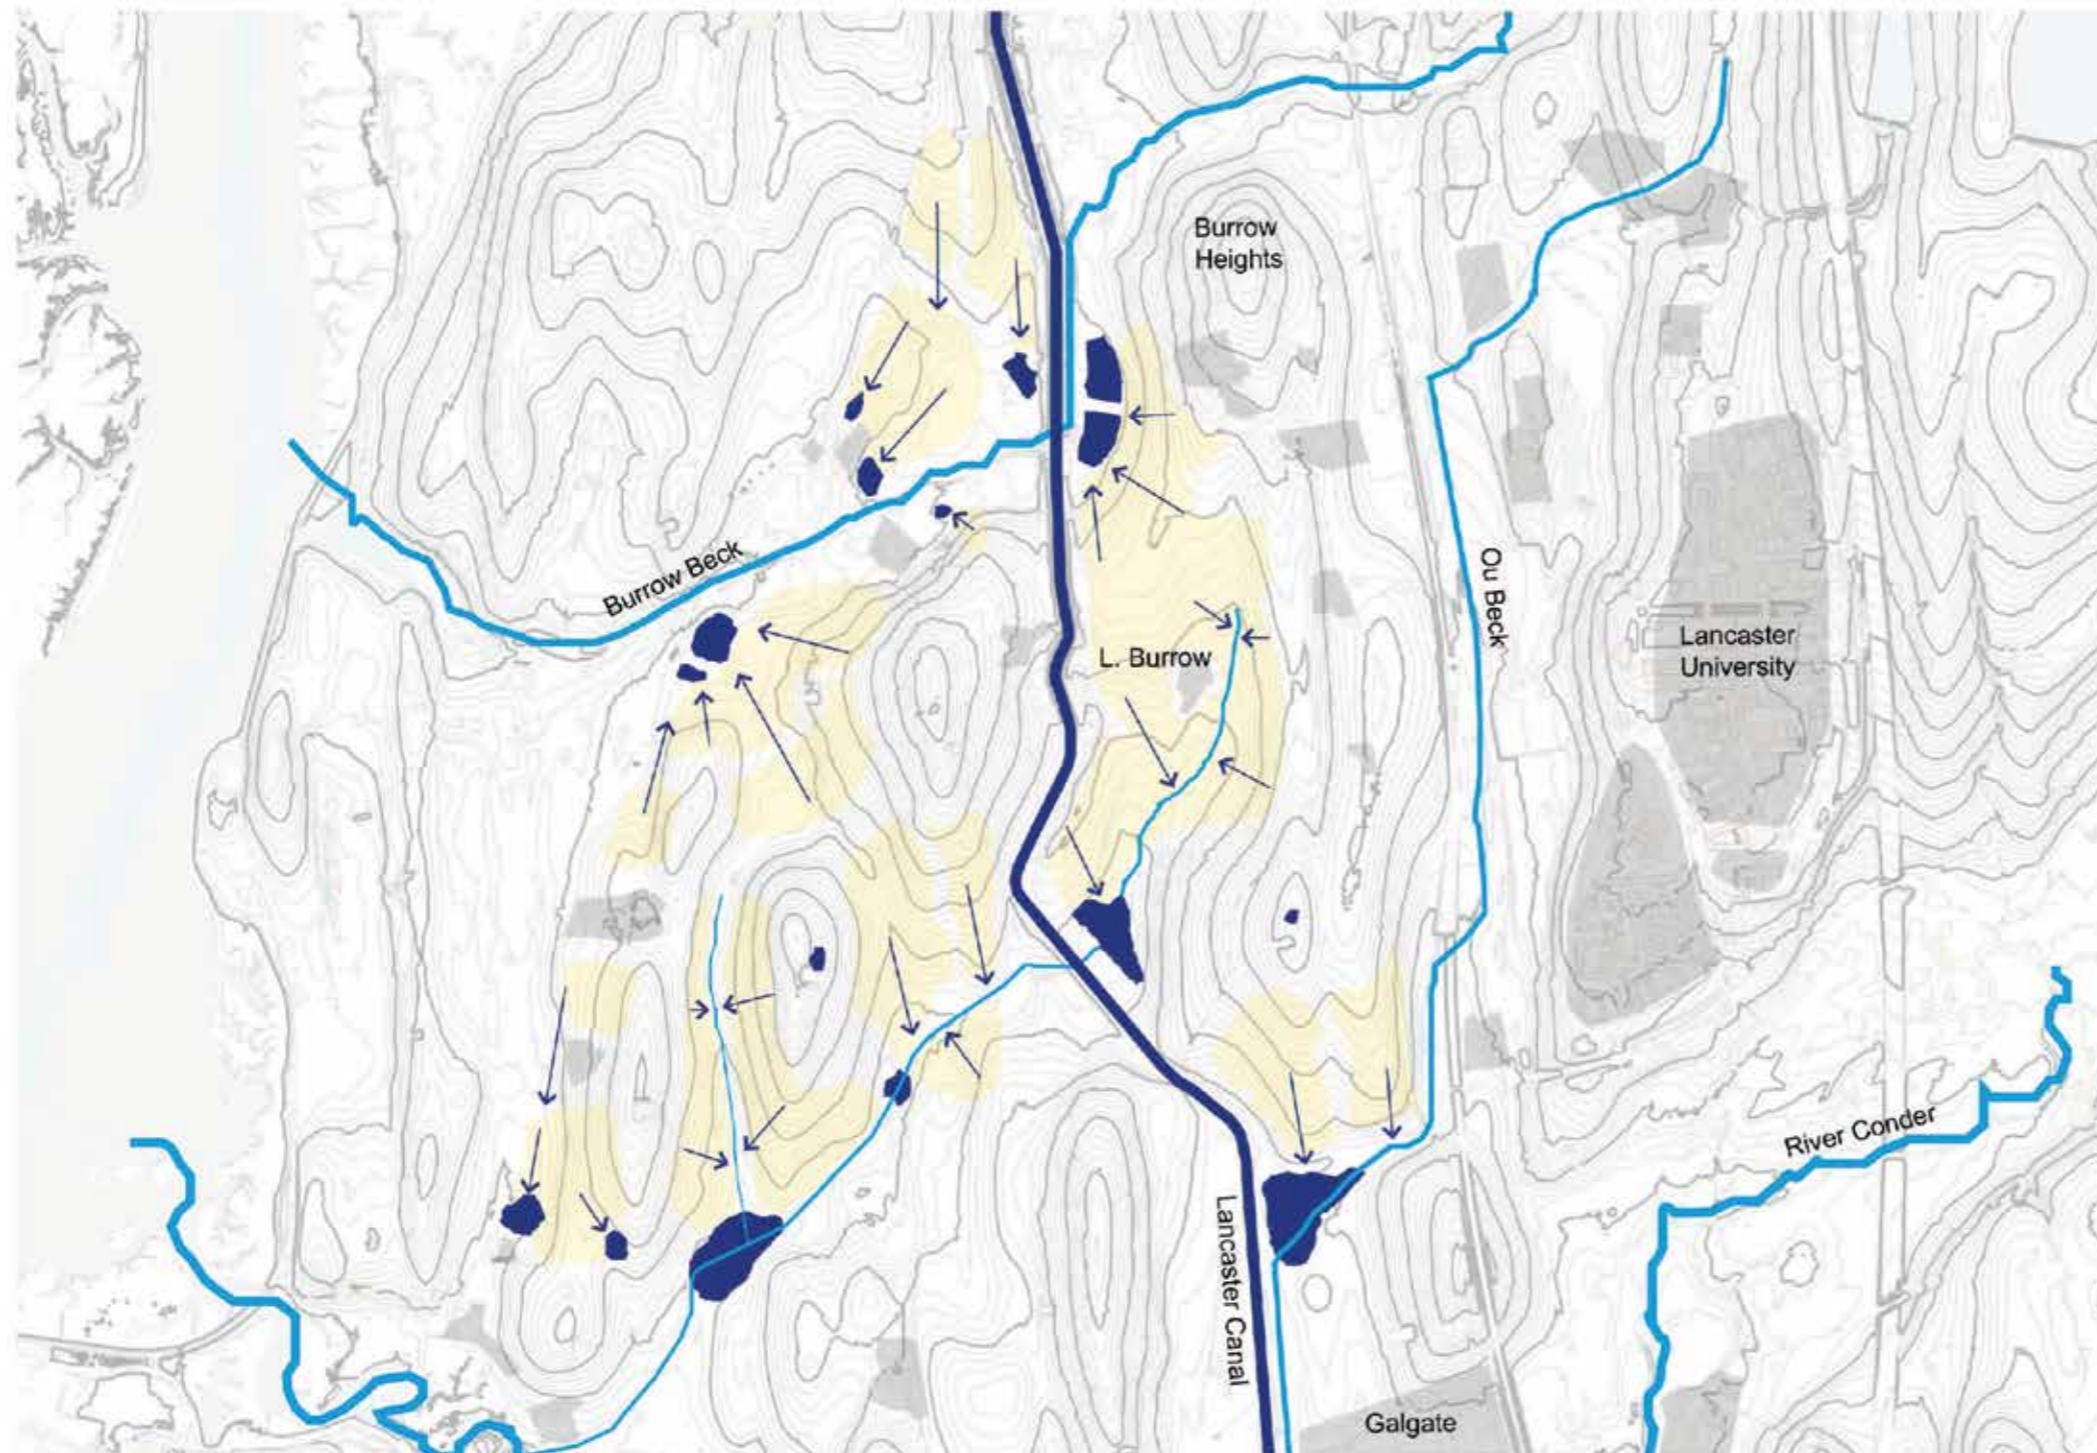 Burrow
Heights
Burrow Beck
Ou Beck
L. Burrow
Lancaster
University
River Conder
Lancaster Canal
Galgate